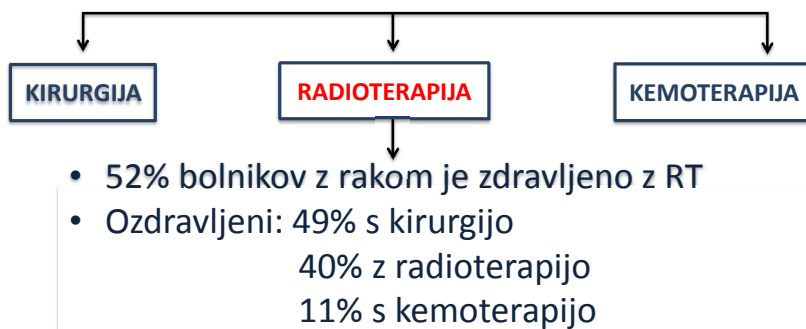 KIRURGIJA
RADIOTERAPIJA
KEMOTERAPIJA
• 52% bolnikov z rakom je zdravljeno z RT
• Ozdravljeni: 49% s kirurgijo
40% z radioterapijo
11% s kemoterapijo